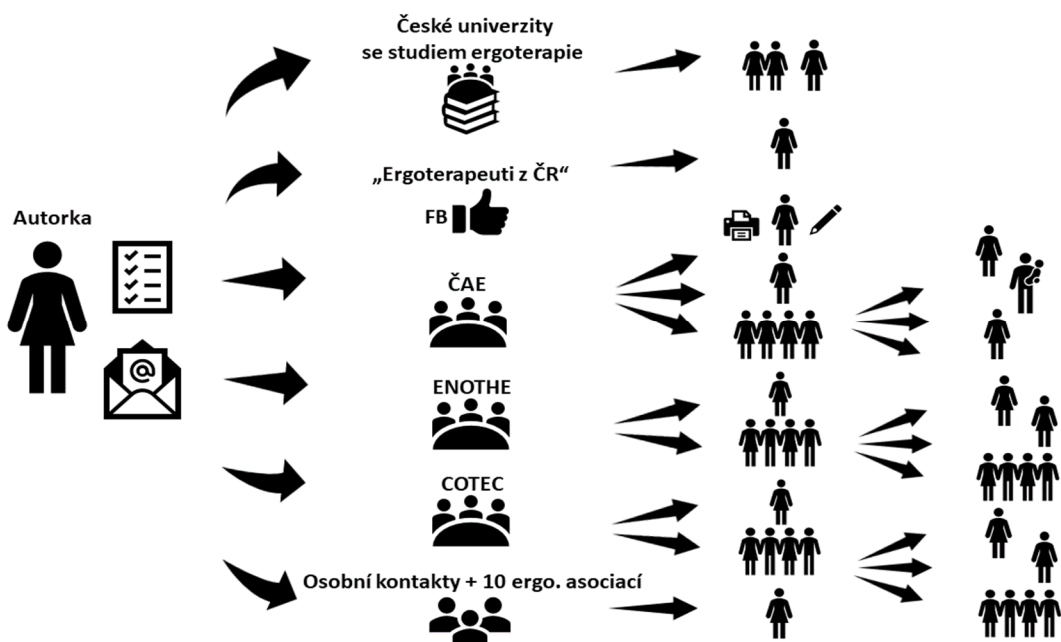 České univerzity
se studiem ergoterapie
„Ergoterapeuti z ČR“
FB
Autorka
@
ČAE
ENOTHE
COTEC
Osobní kontakty + 10 ergo. asociací